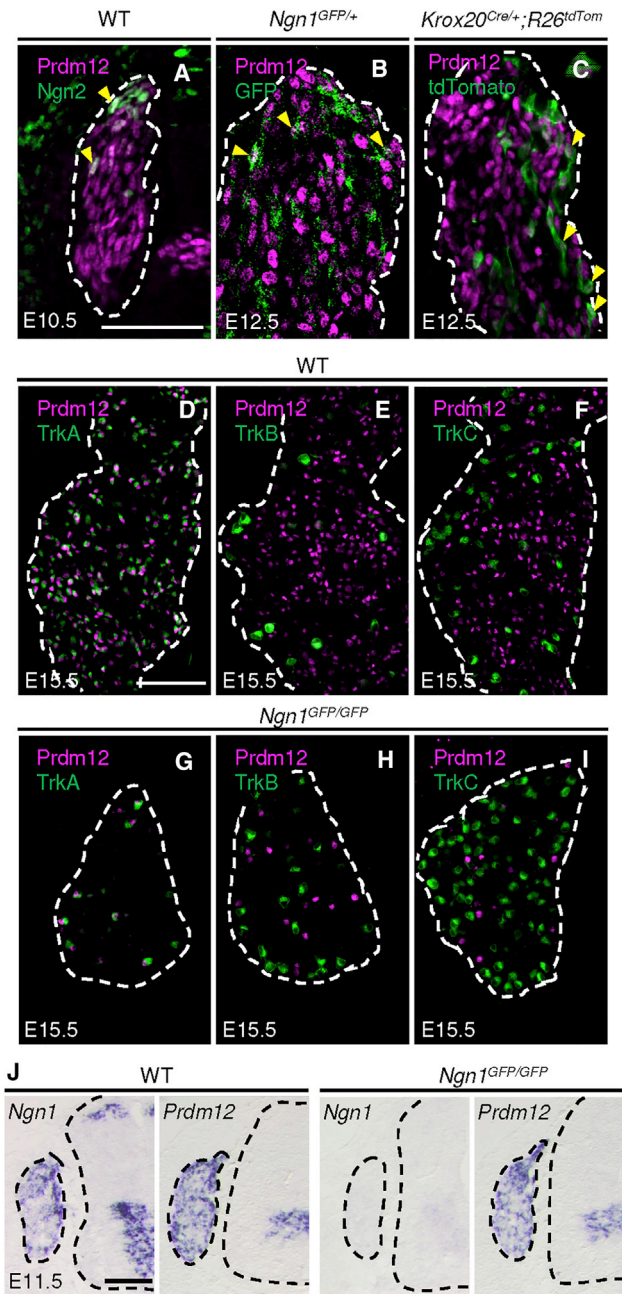 WT
Ngn1GFP/+
Krox20Cre/+;R26tdTom
Prdm12
Ngn2
A
E10.5
Prdm12
GFP
B
E12.5
Prdm12
tdTomato
C
E12.5
WT
Prdm12
TrkA
D
E15.5
Prdm12
TrkB
E
E15.5
Prdm12
TrkC
F
E15.5
Ngn1GFP/GFP
Prdm12
TrkA
G
E15.5
Prdm12
TrkB
H
E15.5
Prdm12
TrkC
I
E15.5
J
WT
Ngn1GFP/GFP
Ngn1
Prdm12
Ngn1
Prdm12
E11.5